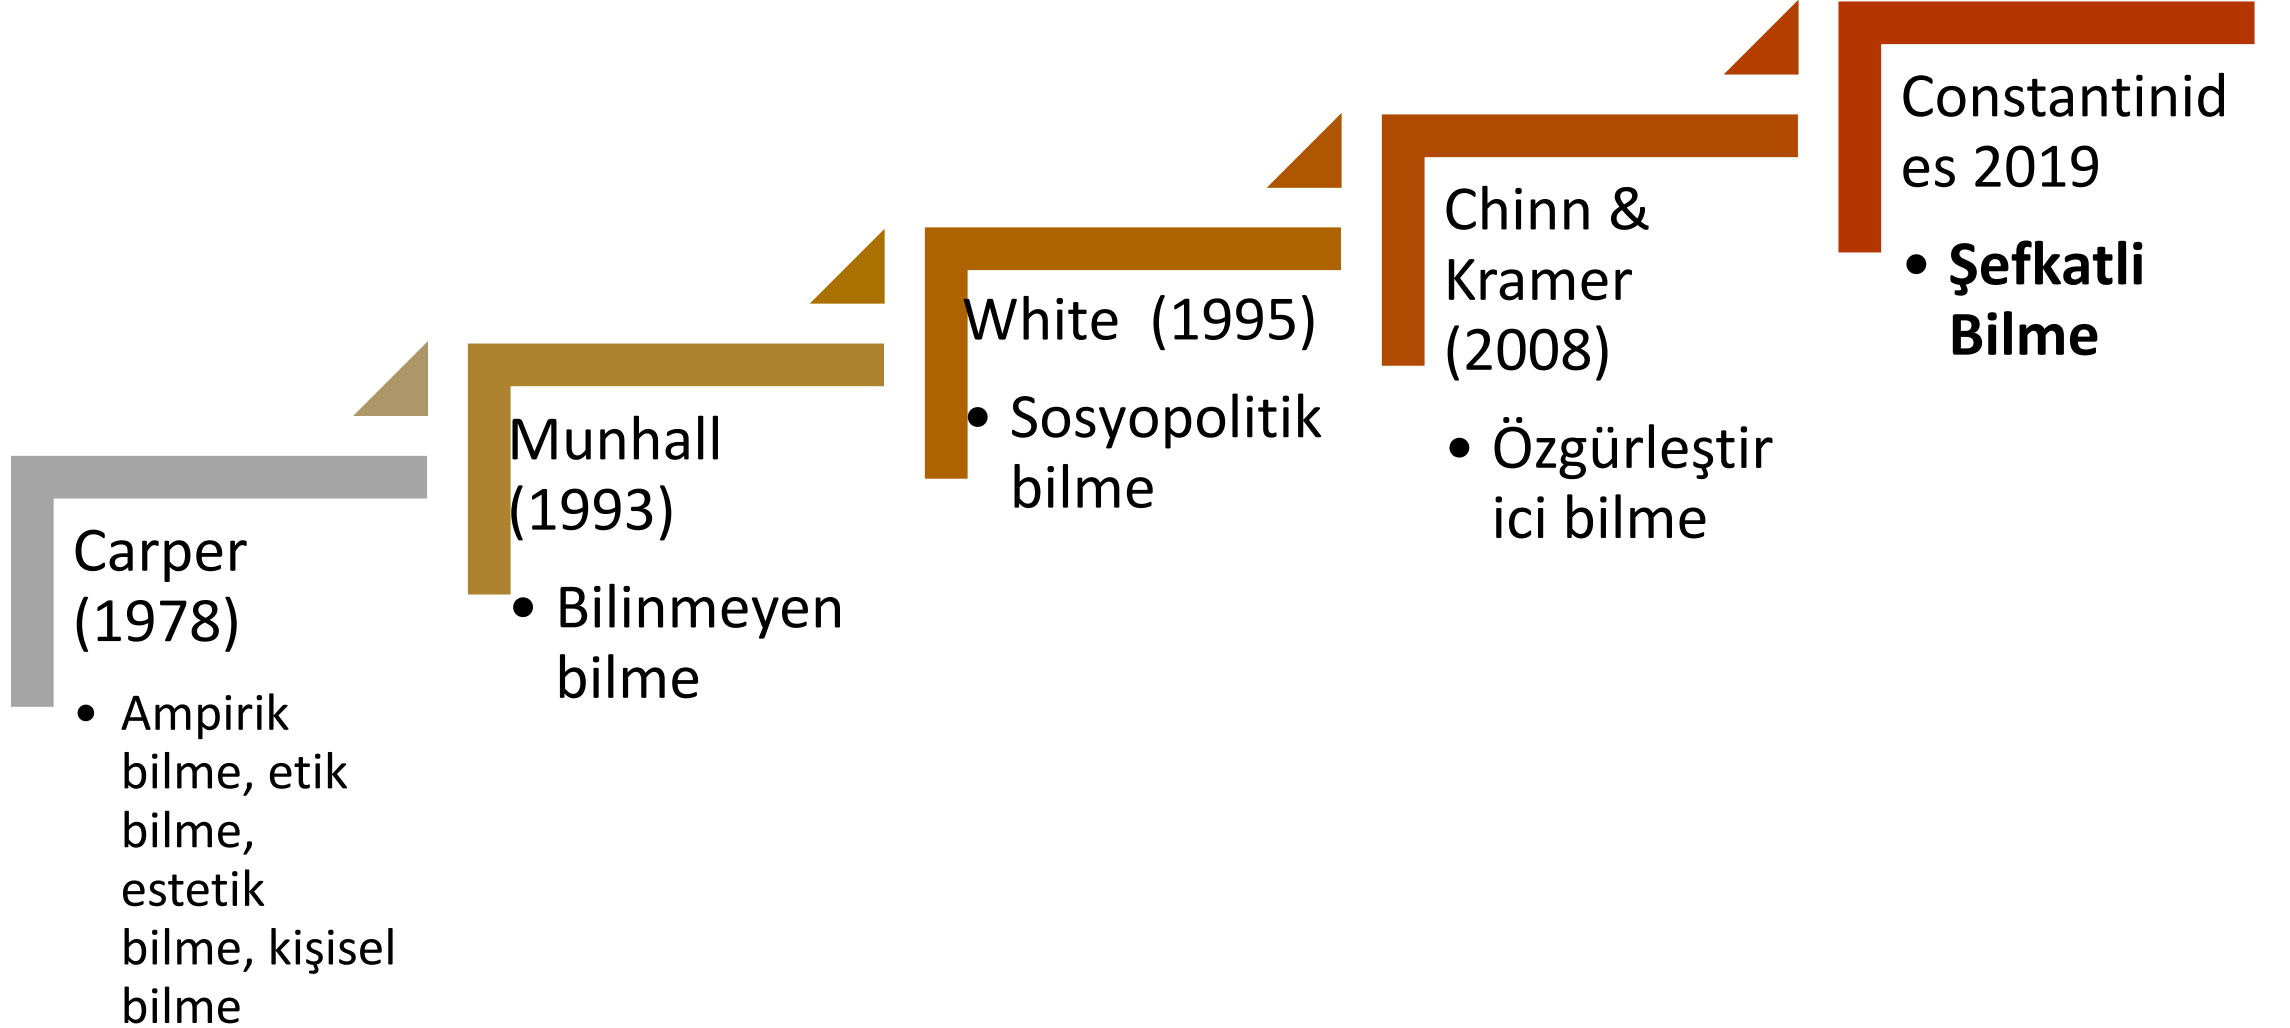 Carper
(1978)
• Ampirik
bilme, etik
bilme,
estetik
bilme, kişisel
bilme
Munhall
(1993)
• Bilinmeyen
bilme
White  (1995)
• Sosyopolitik
bilme
Chinn &
Kramer
(2008)
• Özgürleştir
ici bilme
Constantinid
es 2019
• Şefkatli
Bilme